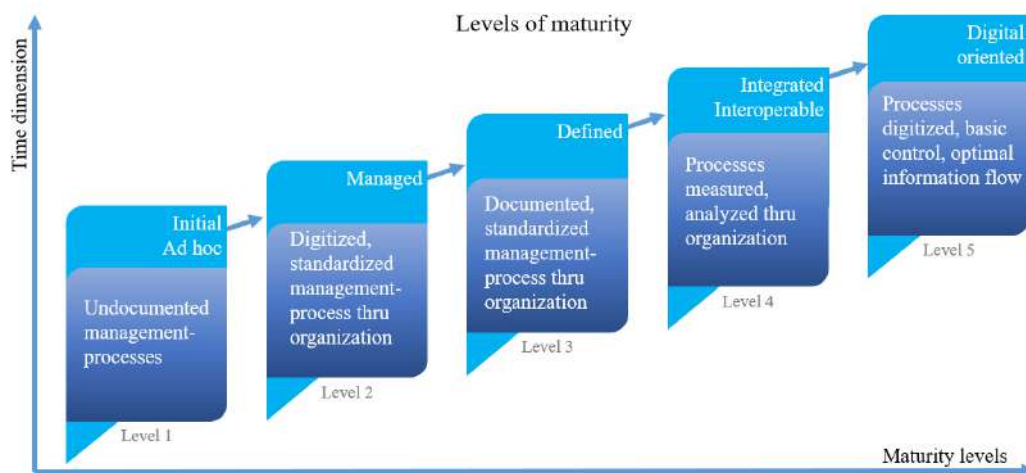 Levels of maturity
Time dimension
Initial
Ad hoc
Undocumented
management-
processes
Level 1
Managed
Digitized,
standardized
management-
process thru
organization
Level 2
Defined
Documented,
standardized
management-
process thru
organization
Level 3
Integrated
Interoperable
Processes
measured,
analyzed thru
organization
Level 4
Digital
oriented
Processes
digitized, basic
control, optimal
information flow
Level 5
Maturity levels